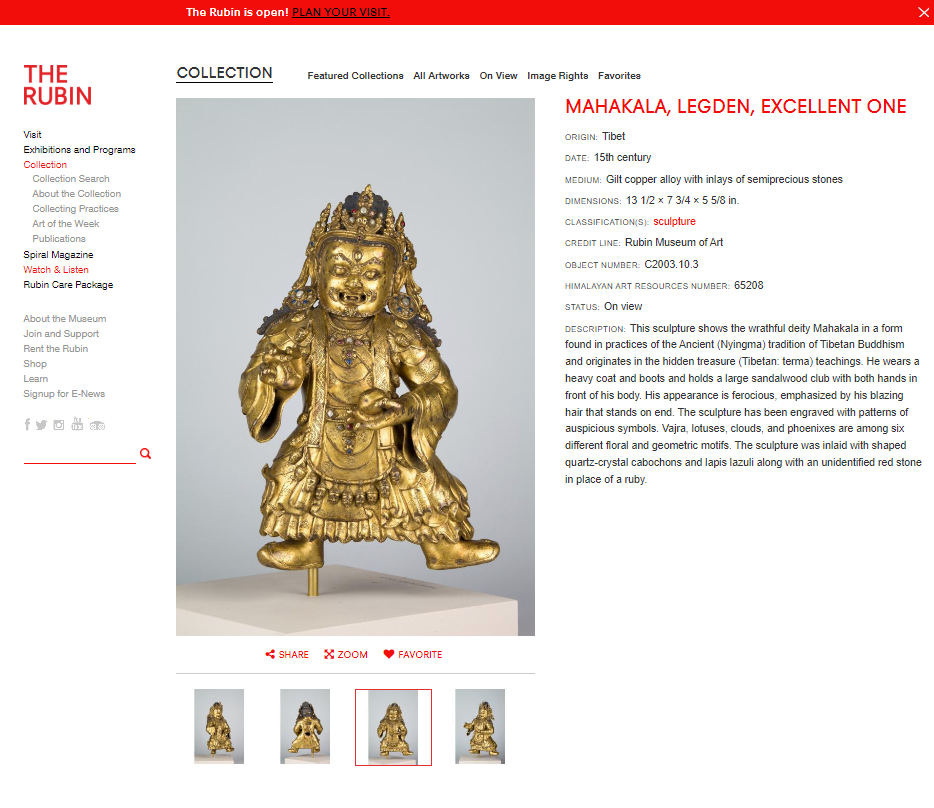 The Rubin is open! PLAN YOUR VISIT.
THE
RUBIN
Visit
Exhibitions and Programs
Collection
Collection Search
About the Collection
Collecting Practices
Art of the Week
Publications
Spiral Magazine
Watch & Listen
Rubin Care Package
About the Museum
Join and Support
Rent the Rubin
Shop
Learn
Signup for E-News
COLLECTION
Featured Collections All Artworks On View Image Rights Favorites
SHARE ZOOM FAVORITE
MAHAKALA, LEGDEN, EXCELLENT ONE
ORIGIN: Tibet
DATE: 15th century
MEDIUM: Gilt copper alloy with inlays of semiprecious stones
DIMENSIONS: 13 1/2 × 7 3/4 × 5 5/8 in.
CLASSIFICATION(S): sculpture
CREDIT LINE: Rubin Museum of Art
OBJECT NUMBER: C2003.10.3
HIMALAYAN ART RESOURCES NUMBER: 65208
STATUS: On view
DESCRIPTION: This sculpture shows the wrathful deity Mahakala in a form
found in practices of the Ancient (Nyingma) tradition of Tibetan Buddhism
and originates in the hidden treasure (Tibetan: terma) teachings. He wears a
heavy coat and boots and holds a large sandalwood club with both hands in
front of his body. His appearance is ferocious, emphasized by his blazing
hair that stands on end. The sculpture has been engraved with patterns of
auspicious symbols. Vajra, lotuses, clouds, and phoenixes are among six
different floral and geometric motifs. The sculpture was inlaid with shaped
quartz-crystal cabochons and lapis lazuli along with an unidentified red stone
in place of a ruby.